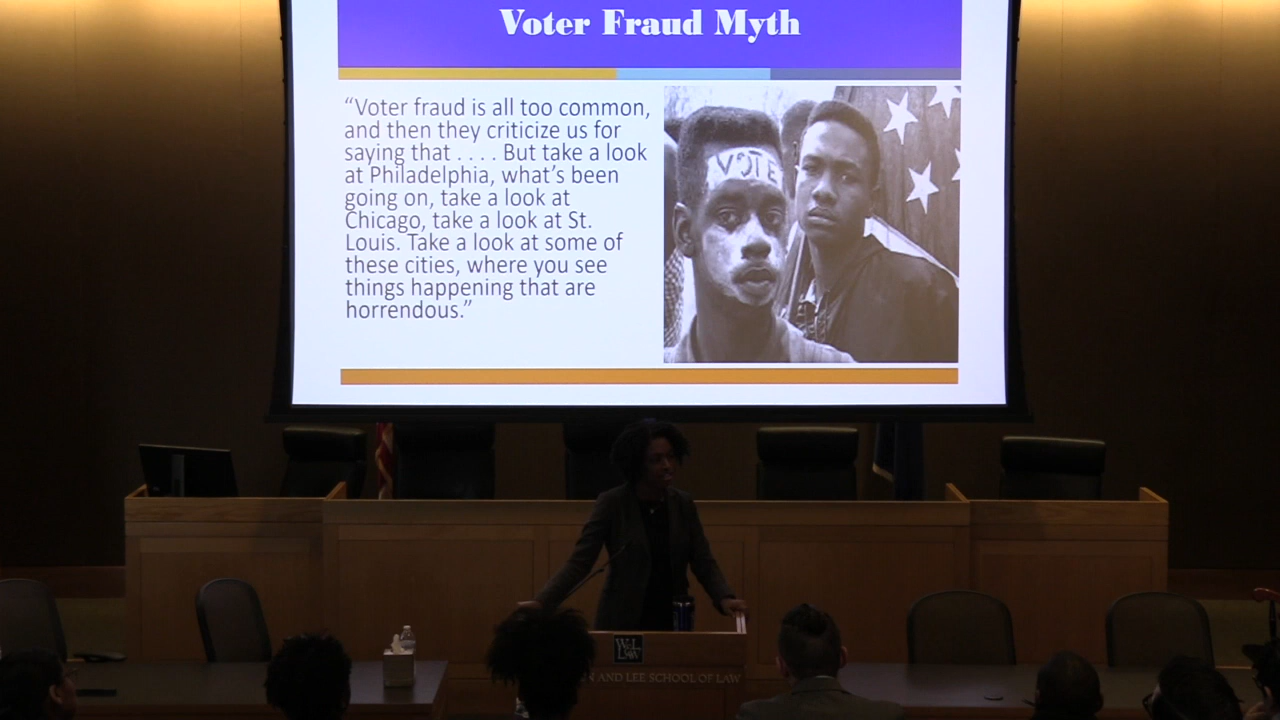 Voter Fraud Myth
“Voter fraud is all too common,
and then they criticize us for
saying that . . . . But take a look
at Philadelphia, what’s been
going on, take a look at
Chicago, take a look at St.
Louis. Take a look at some of
these cities, where you see
things happening that are
horrendous.”
VOTE
W&L
LAW
N AND LEE SCHOOL OF LAW